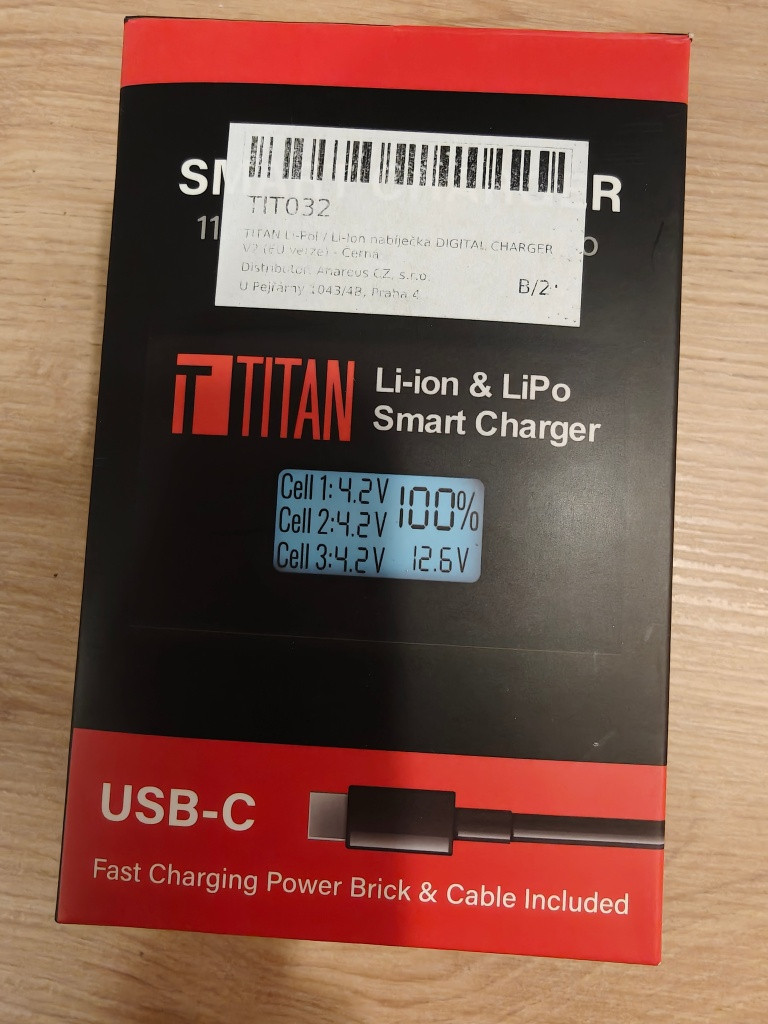 TIT032
TITAN Li-Pol / Li-Ion nabíječka DIGITAL CHARGER
V2 (EU verze) - Černá
Distributor: Anareus CZ, s.r.o.
U Pejřárny 1043/4B, Praha 4
B/2
TITAN
Li-ion & LiPo
Smart Charger
Cell 1:4.2V
Cell 2:4.2V
Cell 3:4.2V
100%
12.6V
USB-C
Fast Charging Power Brick & Cable Included